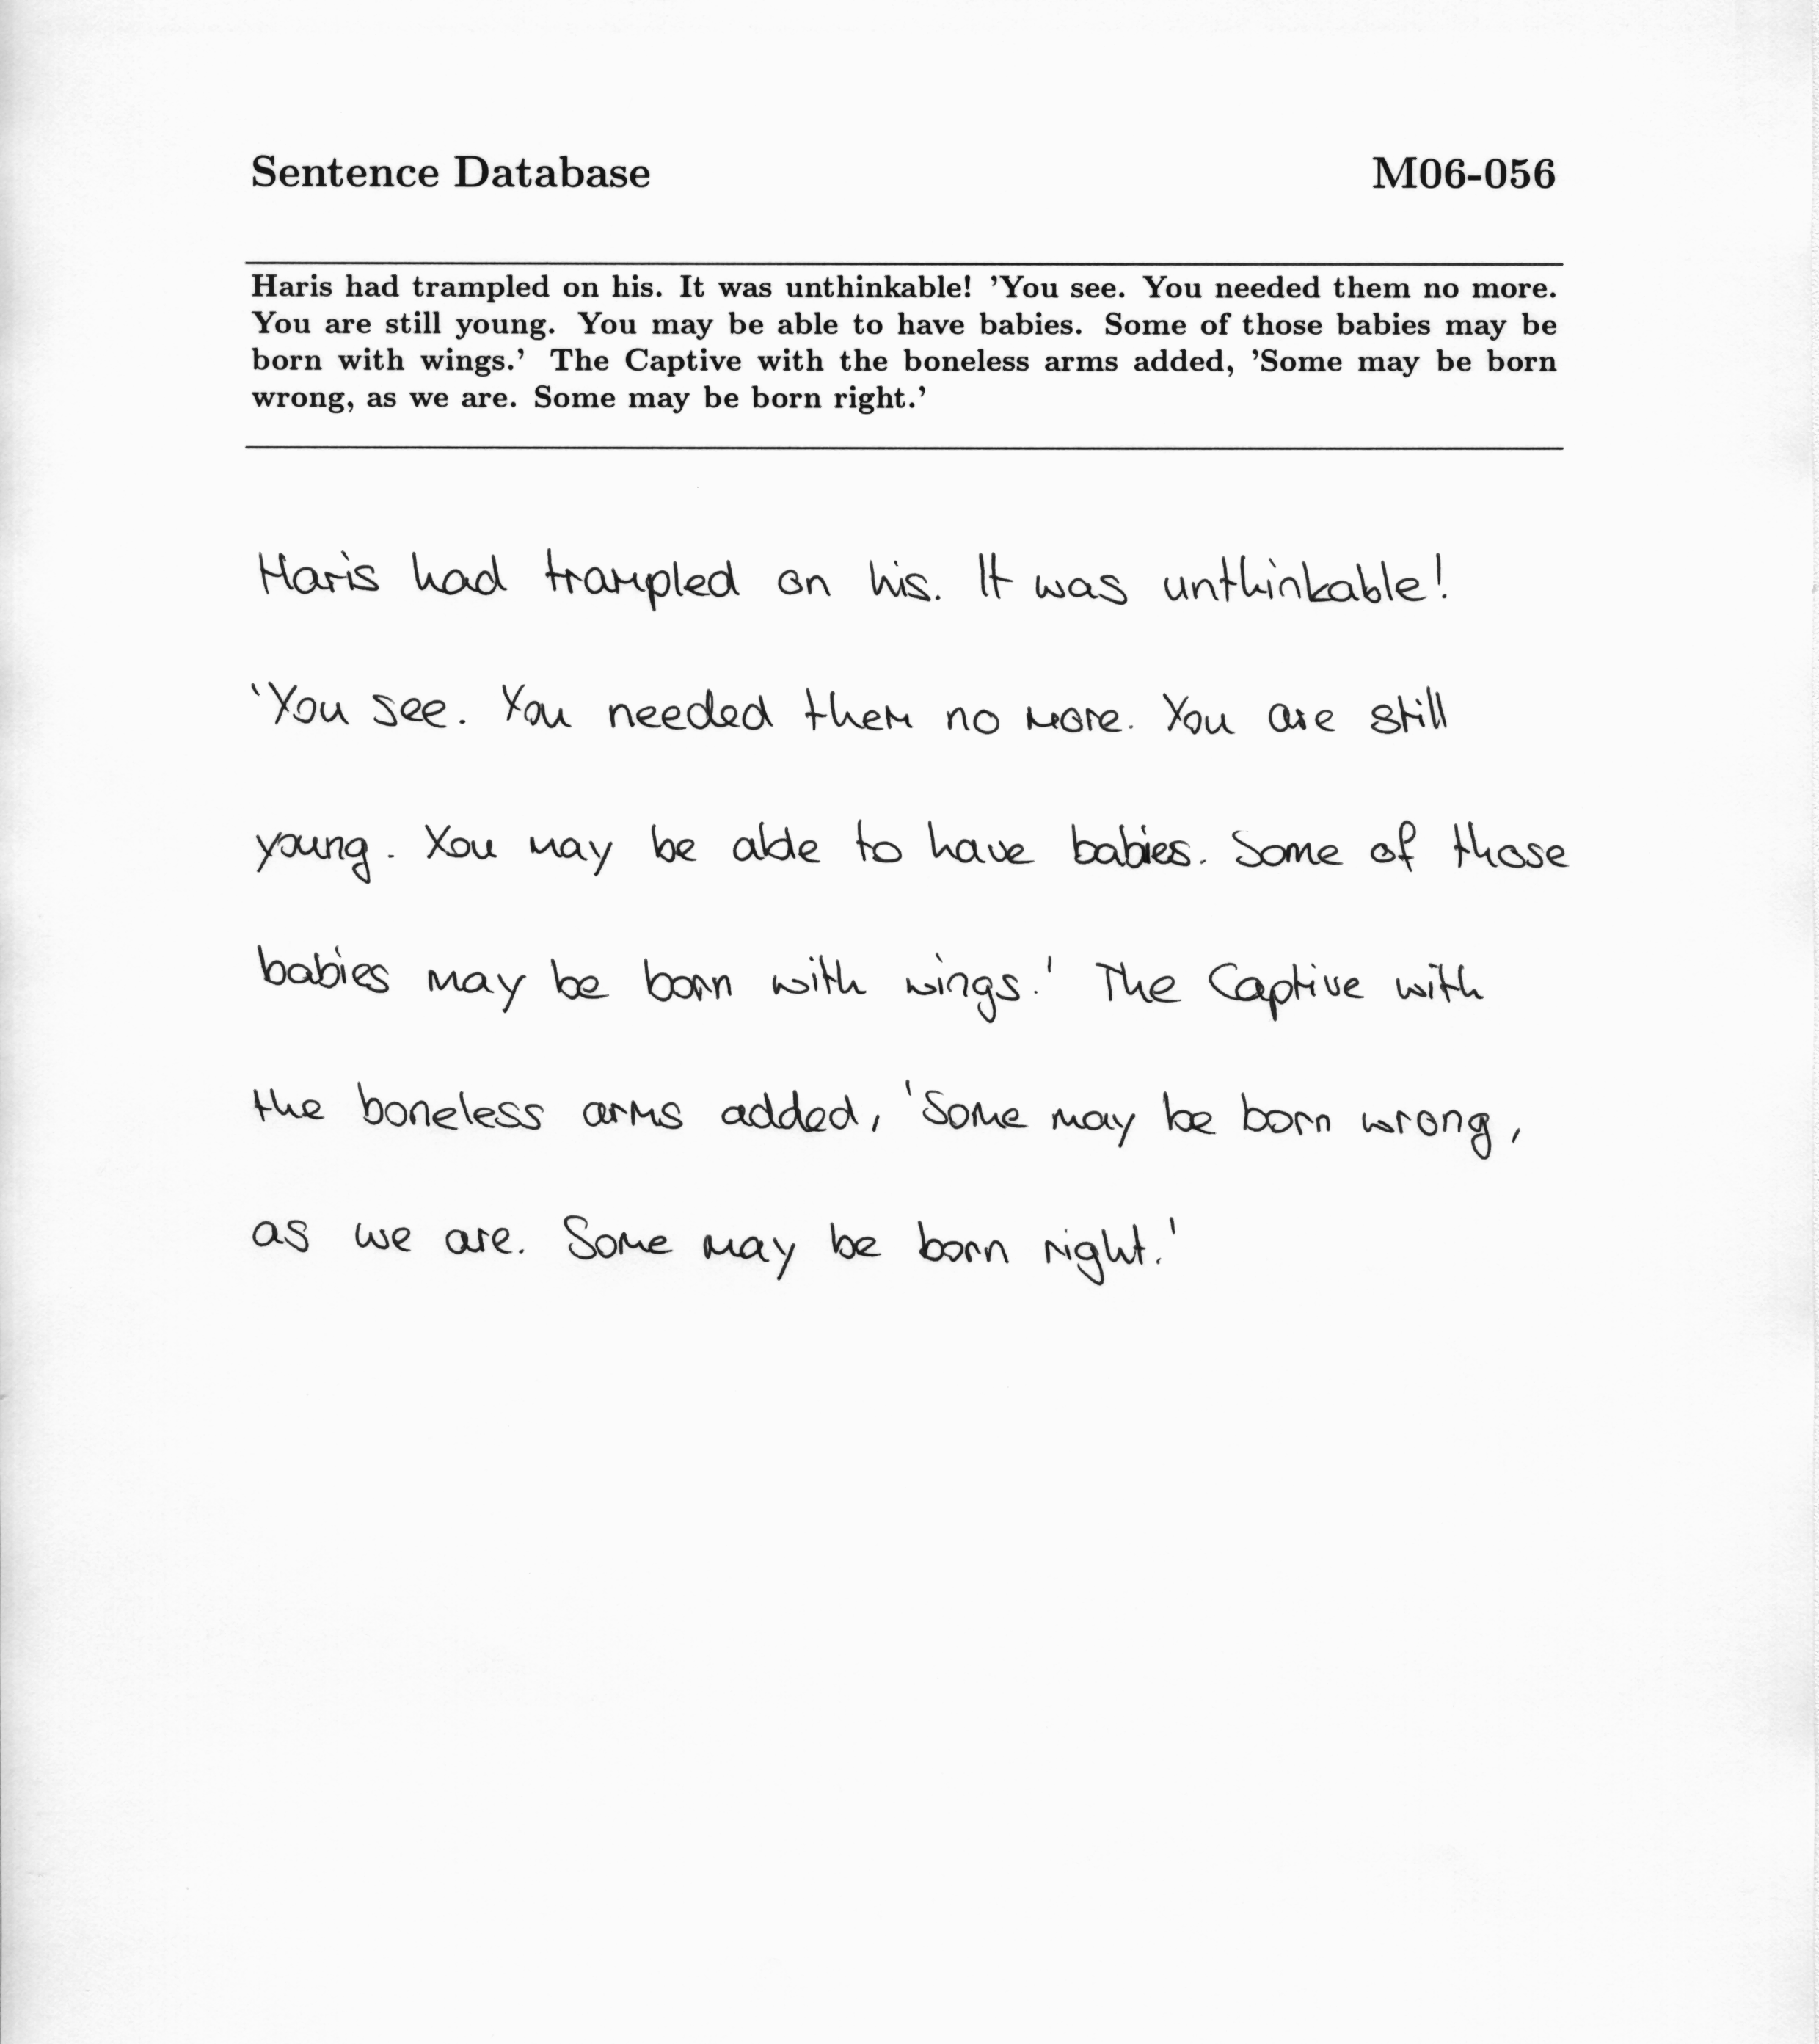 Sentence Database M06-056
Haris had trampled on his. It was unthinkable! ’You see. You needed them no more.
You are still young. You may be able to have babies. Some of those babies may be
born with wings.’ The Captive with the boneless arms added, ’Some may be born
wrong, as we are. Some may be born right.’
Haris had trampled on his. It was unthinkable!
'You see. You needed them no more. You are still
young. You may be able to have babies. Some of those
babies may be born with wings.' The Captive with
the boneless arms added, 'Some may be born wrong,
as we are. Some may be born right.'